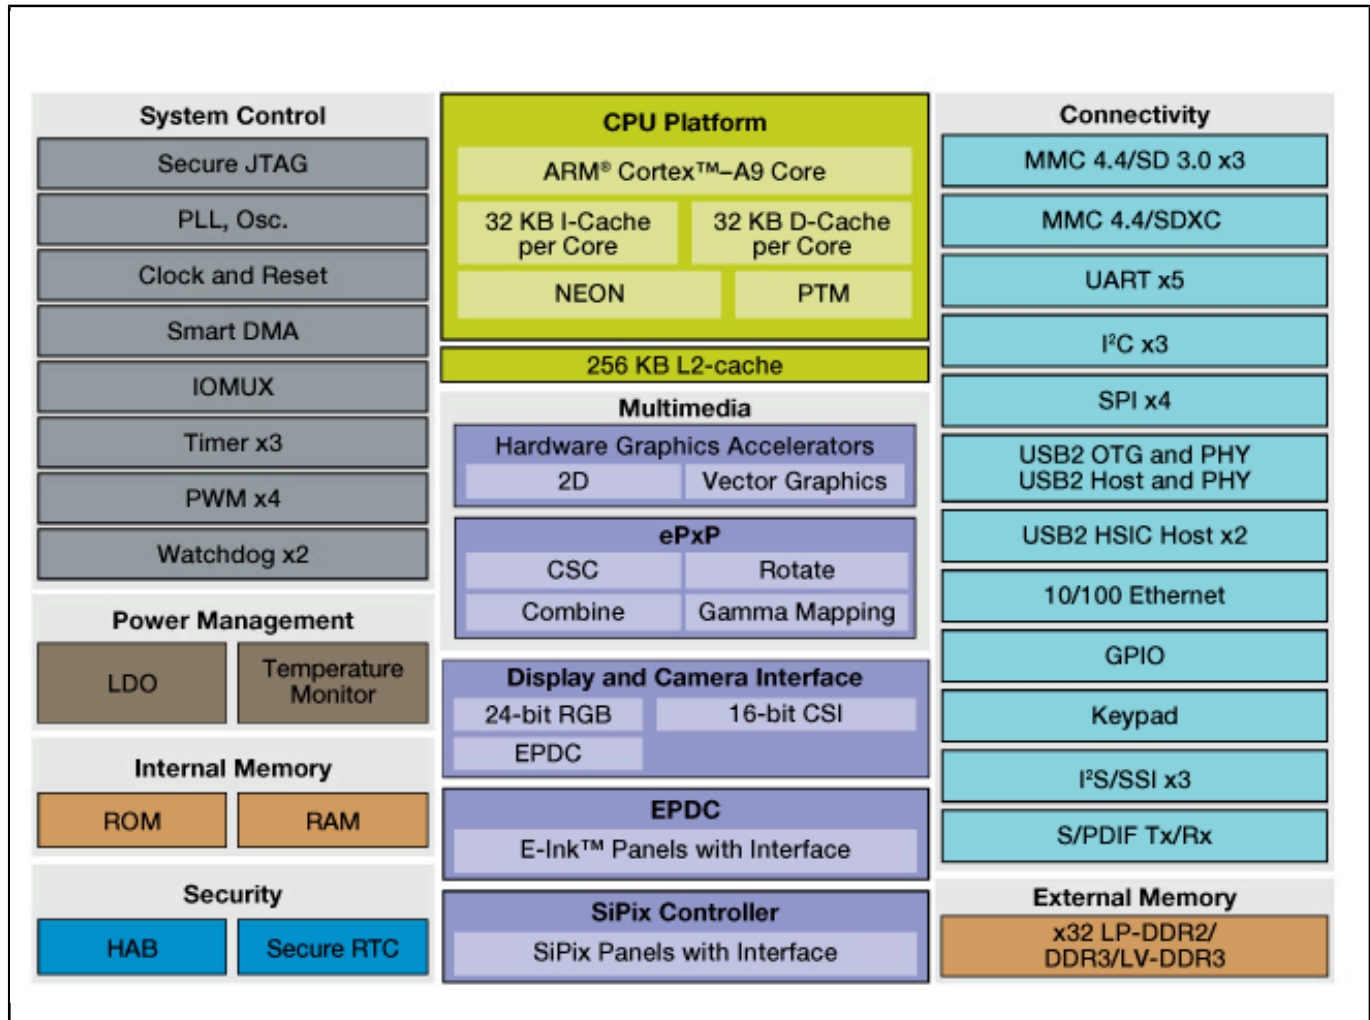 System Control
Secure JTAG
PLL, Osc.
Clock and Reset
Smart DMA
IOMUX
Timer x3
PWM x4
Watchdog x2
Power Management
LDO
Temperature
Monitor
Internal Memory
ROM
RAM
Security
HAB
Secure RTC
CPU Platform
ARM® Cortex™–A9 Core
32 KB I-Cache
per Core
32 KB D-Cache
per Core
NEON
PTM
256 KB L2-cache
Multimedia
Hardware Graphics Accelerators
2D
Vector Graphics
ePxP
CSC
Rotate
Combine
Gamma Mapping
Display and Camera Interface
24-bit RGB
16-bit CSI
EPDC
EPDC
E-Ink™ Panels with Interface
SiPix Controller
SiPix Panels with Interface
Connectivity
MMC 4.4/SD 3.0 x3
MMC 4.4/SDXC
UART x5
I²C x3
SPI x4
USB2 OTG and PHY
USB2 Host and PHY
USB2 HSIC Host x2
10/100 Ethernet
GPIO
Keypad
I²S/SSI x3
S/PDIF Tx/Rx
External Memory
x32 LP-DDR2/
DDR3/LV-DDR3